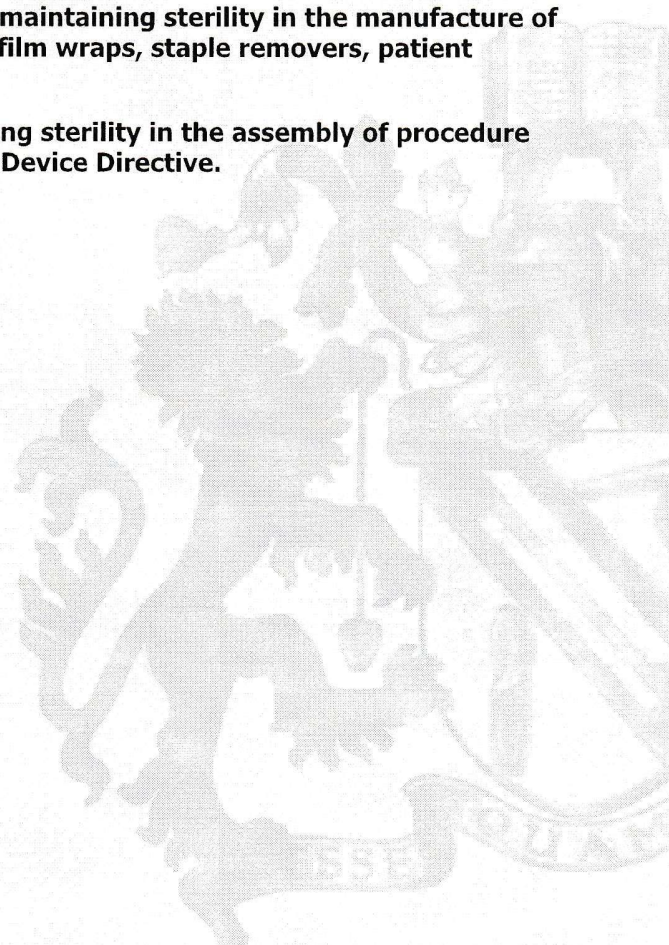 maintaining sterility in the manufacture of
film wraps, staple removers, patient
ng sterility in the assembly of procedure
Device Directive.
ESSE